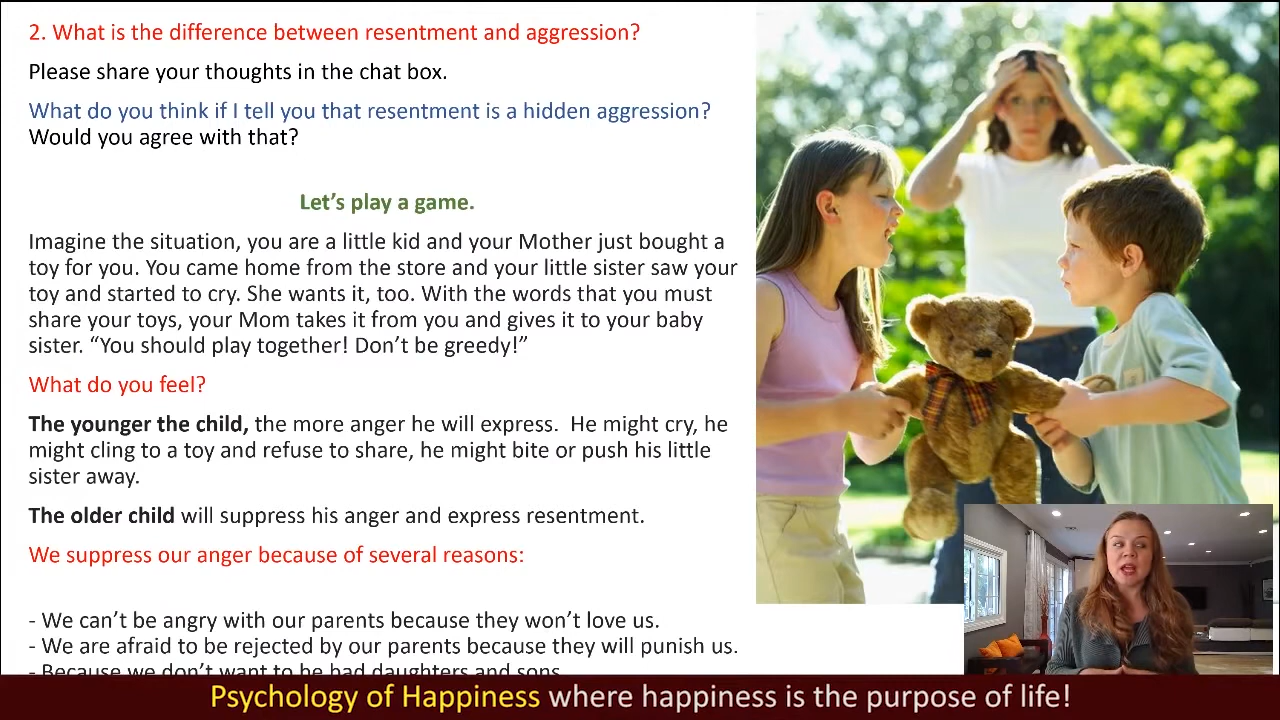 2. What is the difference between resentment and aggression?
Please share your thoughts in the chat box.
What do you think if I tell you that resentment is a hidden aggression?
Would you agree with that?
Let's play a game.
Imagine the situation, you are a little kid and your Mother just bought a
toy for you. You came home from the store and your little sister saw your
toy and started to cry. She wants it, too. With the words that you must
share your toys, your Mom takes it from you and gives it to your baby
sister. “You should play together! Don’t be greedy!”
What do you feel?
The younger the child, the more anger he will express.  He might cry, he
might cling to a toy and refuse to share, he might bite or push his little
sister away.
The older child will suppress his anger and express resentment.
We suppress our anger because of several reasons:
- We can’t be angry with our parents because they won’t love us.
- We are afraid to be rejected by our parents because they will punish us.
- Because we don’t want to be bad daughters and sons
Psychology of Happiness where happiness is the purpose of life!